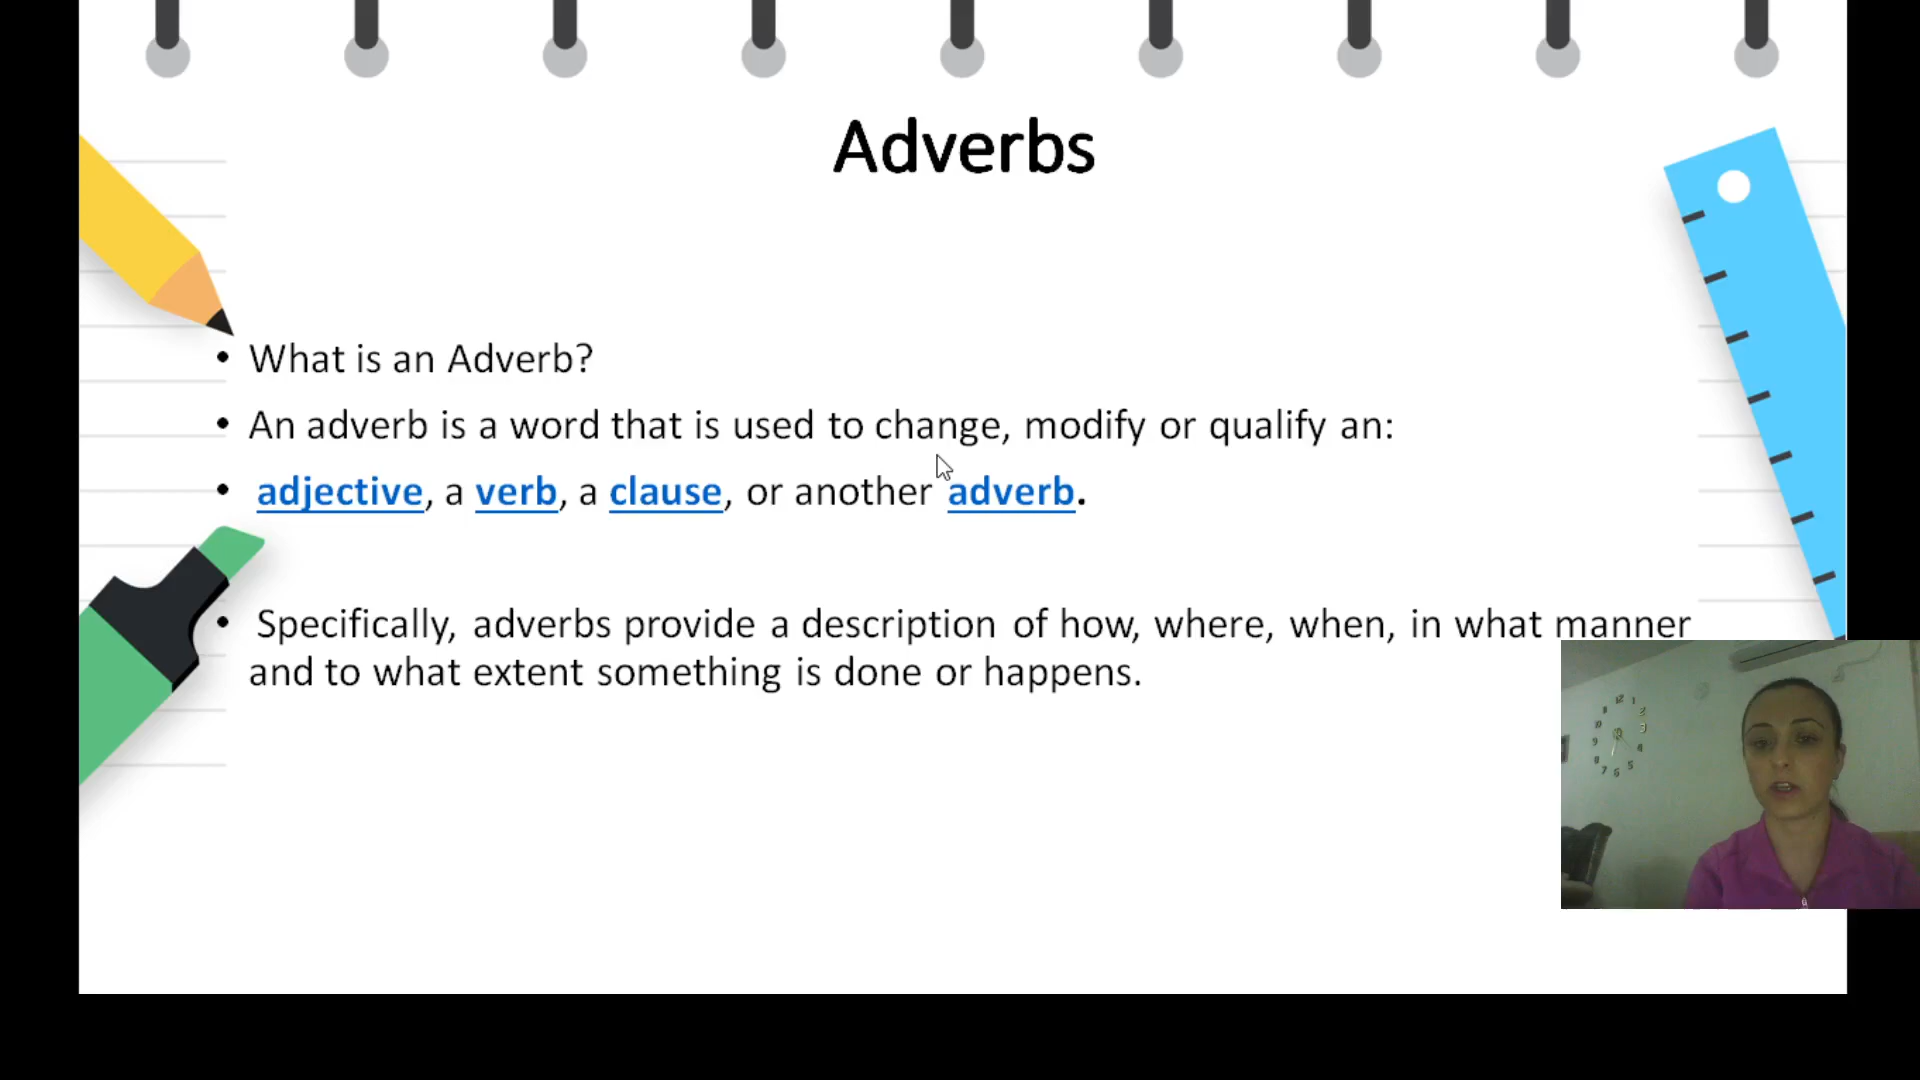 Adverbs
• What is an Adverb?
• An adverb is a word that is used to change, modify or qualify an:
• adjective, a verb, a clause, or another adverb.
• Specifically, adverbs provide a description of how, where, when, in what manner
and to what extent something is done or happens.